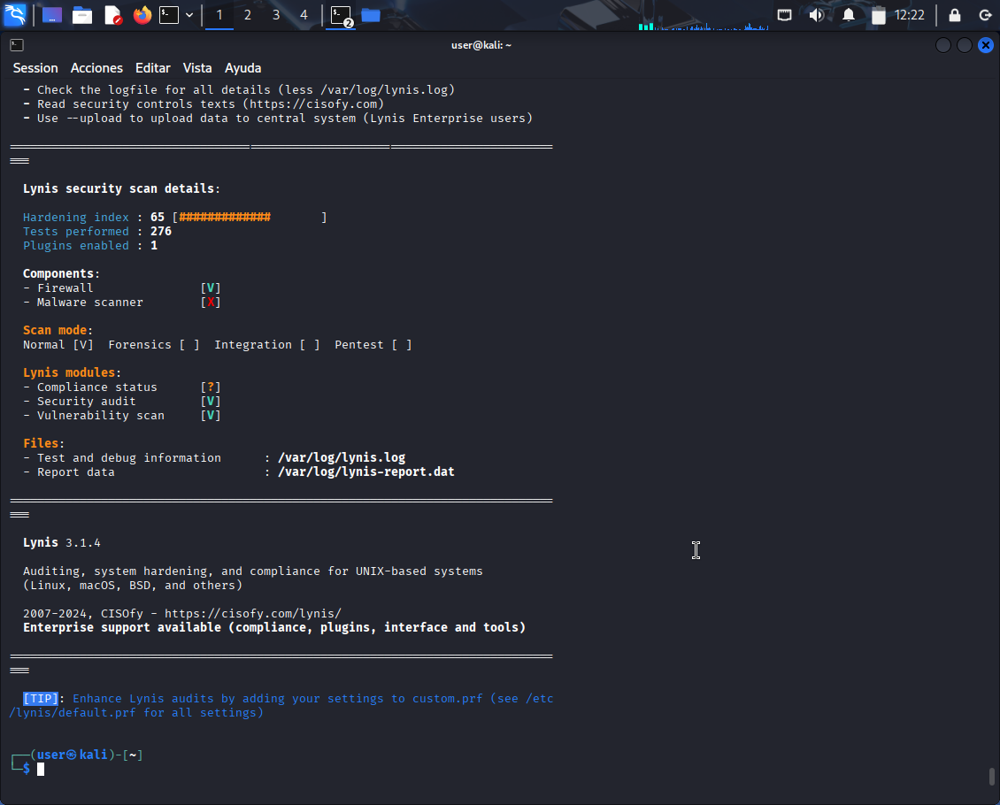 1 2 3 4 2 12:22
user@kali: ~
Session Acciones Editar Vista Ayuda
- Check the logfile for all details (less /var/log/lynis.log)
- Read security controls texts (https://cisofy.com)
- Use --upload to upload data to central system (Lynis Enterprise users)
================================================================================
Lynis security scan details:
Hardening index : 65 [############# ]
Tests performed : 276
Plugins enabled : 1
Components:
- Firewall [V]
- Malware scanner [X]
Scan mode:
Normal [V] Forensics [ ] Integration [ ] Pentest [ ]
Lynis modules:
- Compliance status [?]
- Security audit [V]
- Vulnerability scan [V]
Files:
- Test and debug information : /var/log/lynis.log
- Report data : /var/log/lynis-report.dat
================================================================================
Lynis 3.1.4
Auditing, system hardening, and compliance for UNIX-based systems
(Linux, macOS, BSD, and others)
2007-2024, CISOfy - https://cisofy.com/lynis/
Enterprise support available (compliance, plugins, interface and tools)
================================================================================
[TIP]: Enhance Lynis audits by adding your settings to custom.prf (see /etc
/lynis/default.prf for all settings)
┌──(user㉿kali)-[~]
└─$